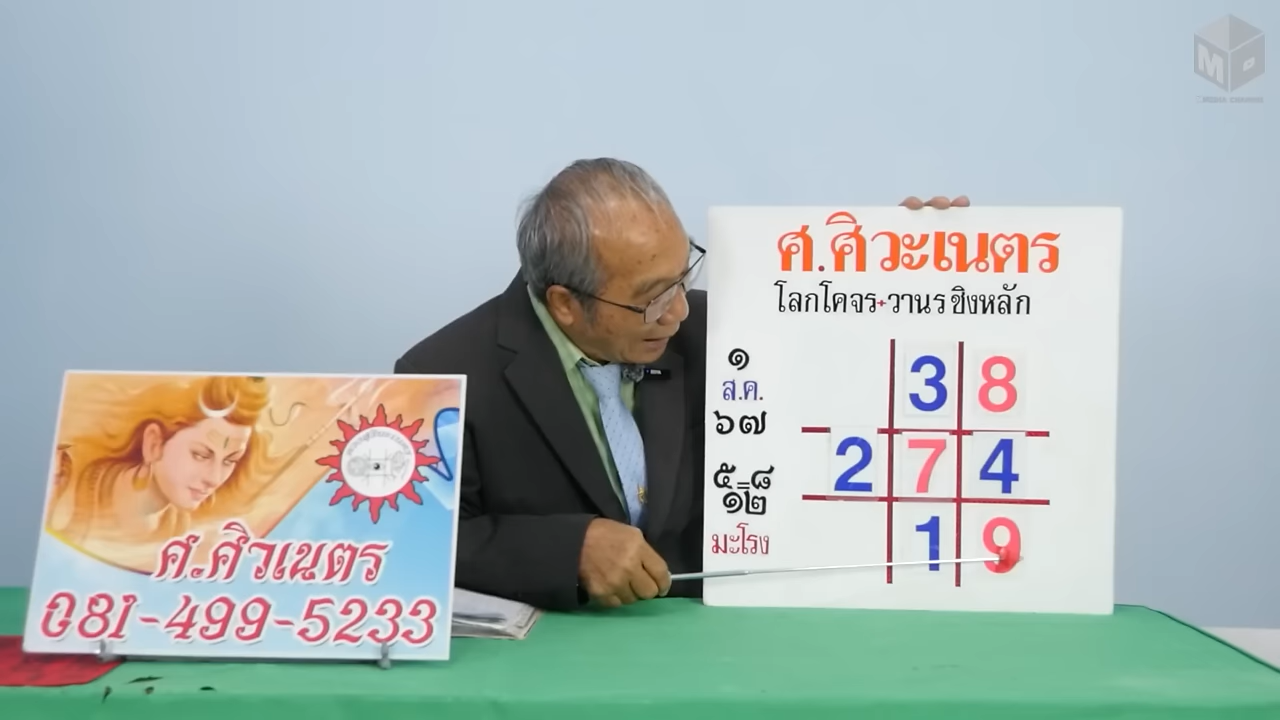 ศ.ศิวะเนตร
โลกโคจร+วานรชิงหลัก
๑
ส.ค.
๖๗
๕=๘
๑๒
มะโรง
3 8
2 7 4
1 9
ศ.ศิวเนตร
081-499-5233
M